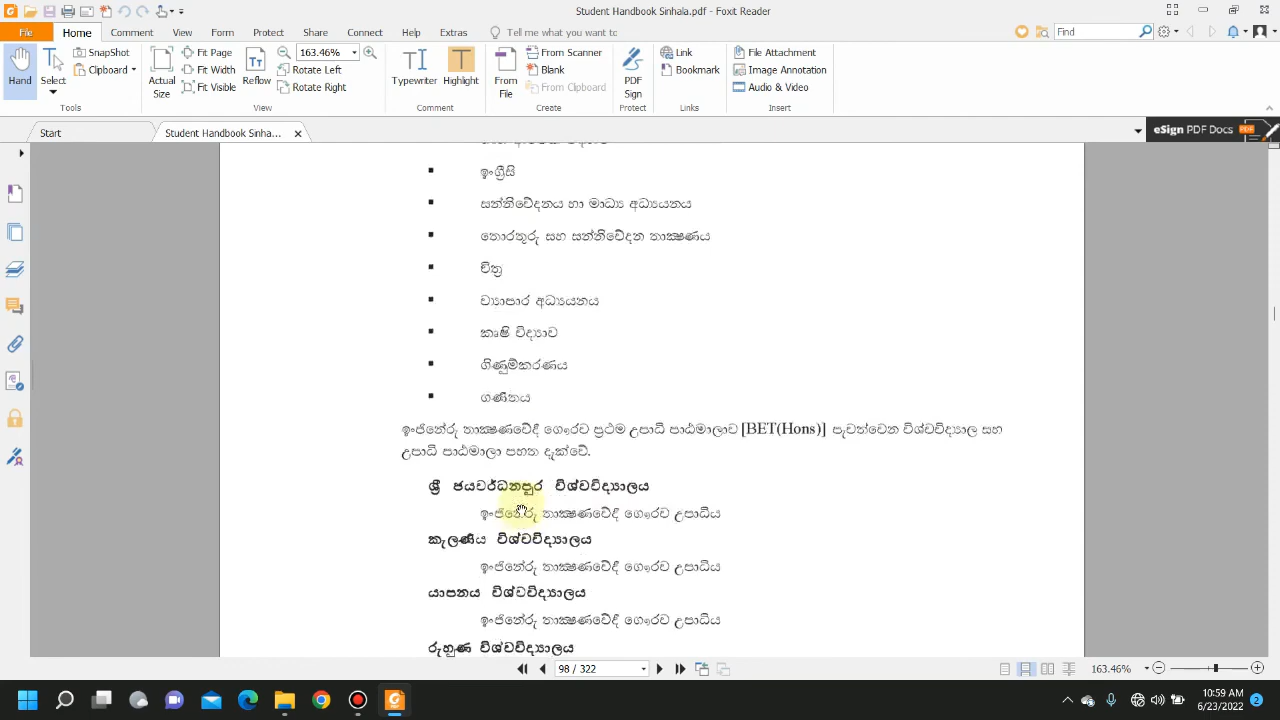 Student Handbook Sinhala.pdf - Foxit Reader
File Home Comment View Form Protect Share Connect Help Extras Tell me what you want to do Find
Hand Select SnapShot Clipboard Actual Size Fit Page Fit Width Fit Visible Reflow 163.46% Rotate Left Rotate Right Typewriter Highlight From File From Scanner Blank From Clipboard PDF Sign Link Bookmark File Attachment Image Annotation Audio & Video
Tools View Comment Create Protect Links Insert
Start Student Handbook Sinha... eSign PDF Docs
ඉංග්‍රීසි
සන්නිවේදනය හා මාධ්‍ය අධ්‍යයනය
තොරතුරු සහ සන්නිවේදන තාක්ෂණය
චිත්‍ර
ව්‍යාපාර අධ්‍යයනය
කෘෂි විද්‍යාව
ගිණුම්කරණය
ගණිතය
ඉංජිනේරු තාක්ෂණවේදී ගෞරව ප්‍රථම උපාධි පාඨමාලාව [BET(Hons)] පැවත්වෙන විශ්වවිද්‍යාල සහ
උපාධි පාඨමාලා පහත දැක්වේ.
ශ්‍රී ජයවර්ධනපුර විශ්වවිද්‍යාලය
ඉංජිනේරු තාක්ෂණවේදී ගෞරව උපාධිය
කැලණිය විශ්වවිද්‍යාලය
ඉංජිනේරු තාක්ෂණවේදී ගෞරව උපාධිය
යාපනය විශ්වවිද්‍යාලය
ඉංජිනේරු තාක්ෂණවේදී ගෞරව උපාධිය
රුහුණ විශ්වවිද්‍යාලය
98 / 322 163.46%
10:59 AM
6/23/2022 2